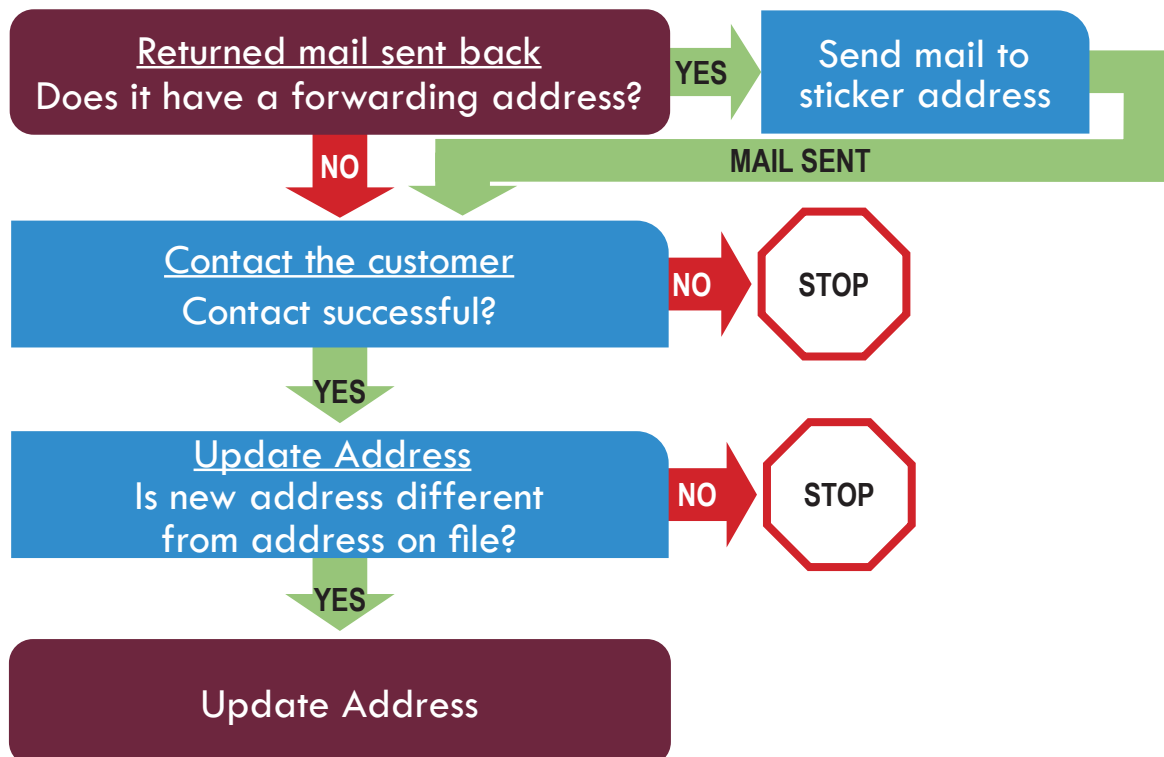 Returned mail sent back
Does it have a forwarding address?
YES
Send mail to
sticker address
MAIL SENT
NO
Contact the customer
Contact successful?
NO
STOP
YES
Update Address
Is new address different
from address on file?
NO
STOP
YES
Update Address